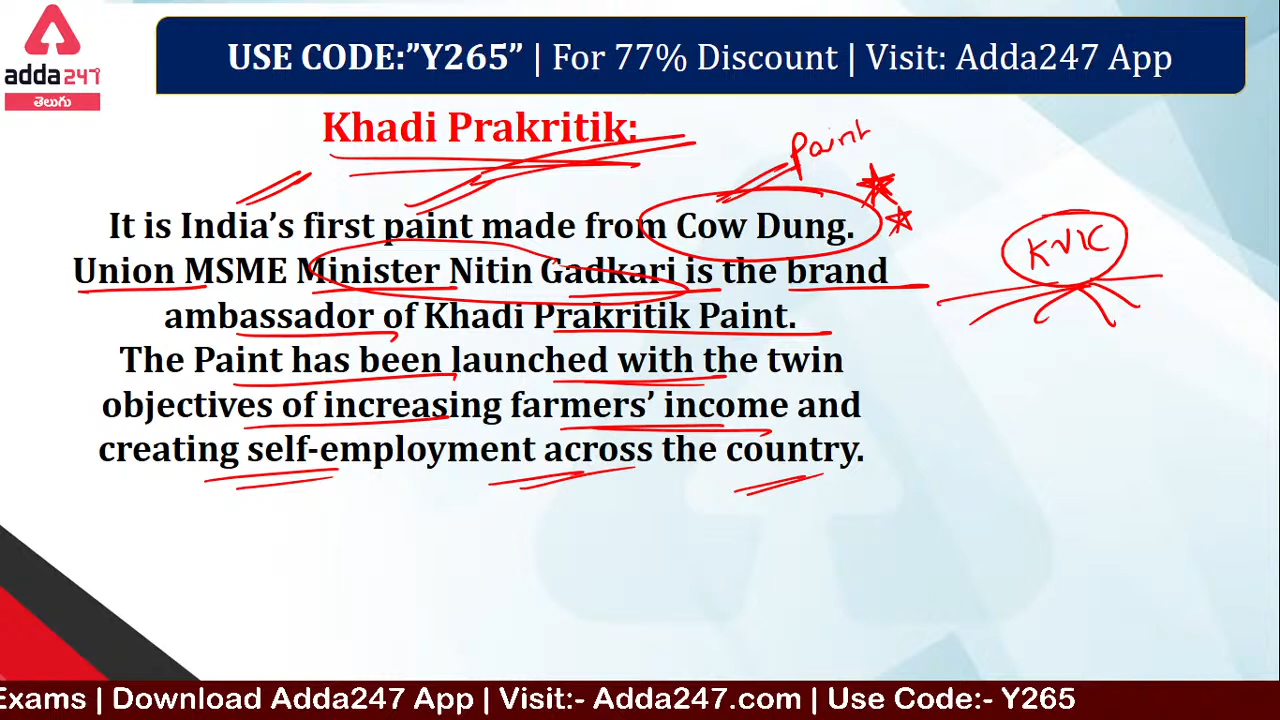 adda247
తెలుగు
USE CODE:"Y265" | For 77% Discount | Visit: Adda247 App
Khadi Prakritik:
Paint
It is India's first paint made from Cow Dung.
KVIC
Union MSME Minister Nitin Gadkari is the brand
ambassador of Khadi Prakritik Paint.
The Paint has been launched with the twin
objectives of increasing farmers' income and
creating self-employment across the country.
Exams | Download Adda247 App | Visit:- Adda247.com | Use Code:- Y265